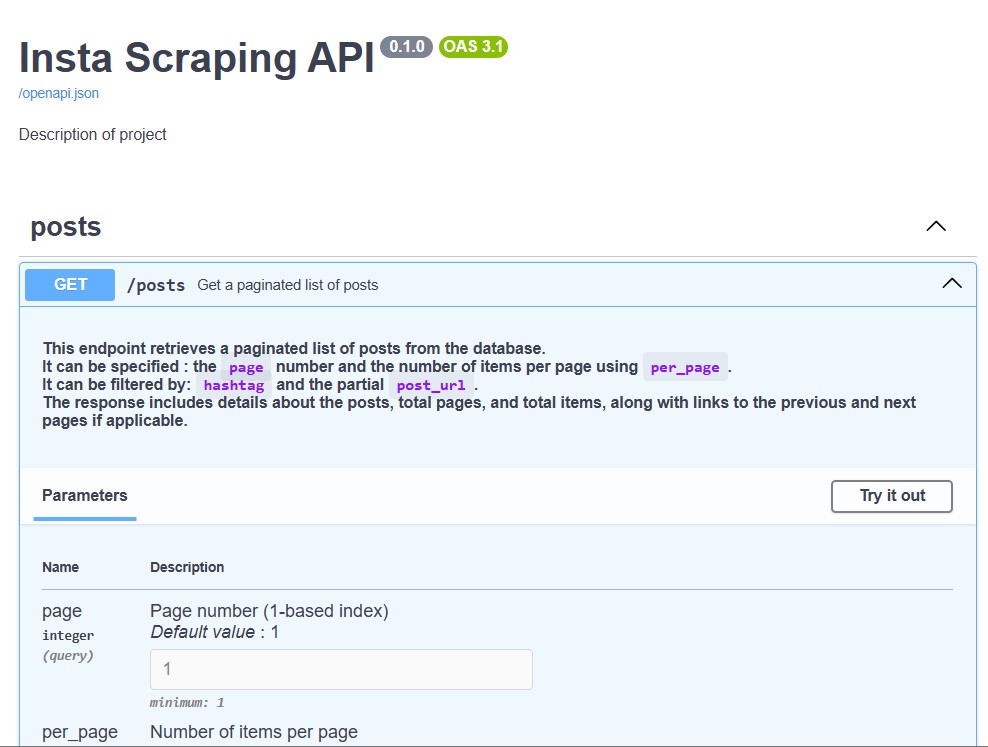 Insta Scraping API 0.1.0 OAS 3.1
/openapi.json
Description of project
posts
GET /posts Get a paginated list of posts
This endpoint retrieves a paginated list of posts from the database.
It can be specified : the page number and the number of items per page using per_page .
It can be filtered by: hashtag and the partial post_url .
The response includes details about the posts, total pages, and total items, along with links to the previous and next
pages if applicable.
Parameters Try it out
Name Description
page Page number (1-based index)
integer Default value : 1
(query) 1
minimum: 1
per_page Number of items per page